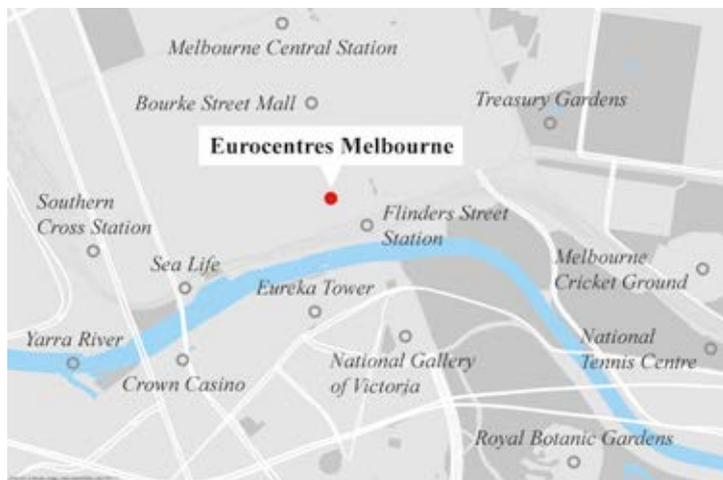 Melbourne Central Station
Bourke Street Mall
Treasury Gardens
Eurocentres Melbourne
Southern
Cross Station
Flinders Street
Station
Sea Life
Melbourne
Cricket Ground
Eureka Tower
Yarra River
National
Tennis Centre
Crown Casino
National Gallery
of Victoria
Royal Botanic Gardens